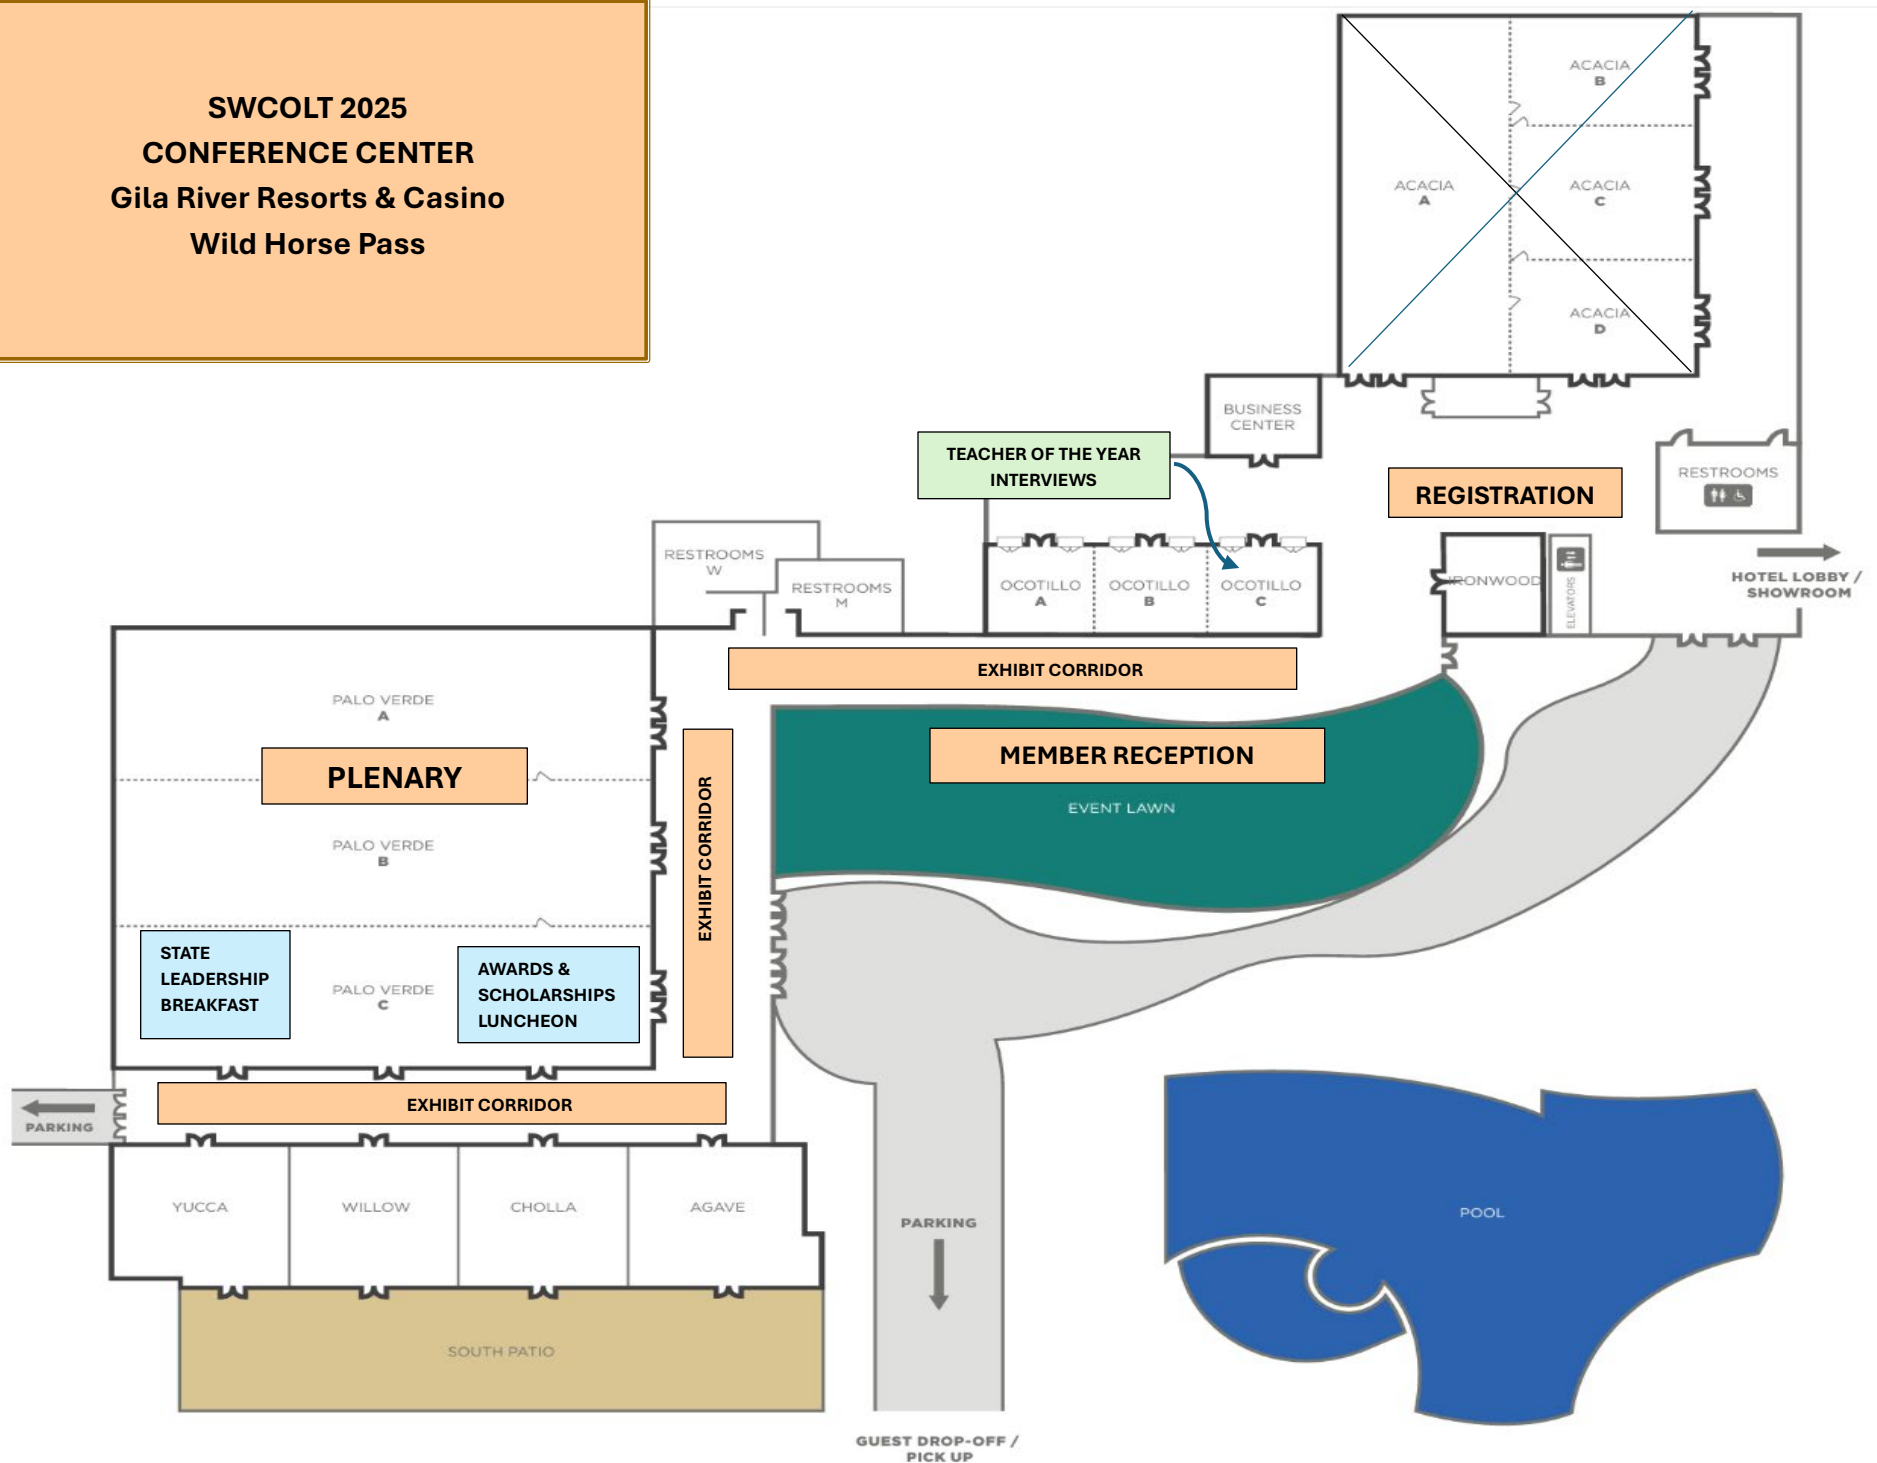 SWCOLT 2025
CONFERENCE CENTER
Gila River Resorts & Casino
Wild Horse Pass
ACACIA
B
ACACIA
A
ACACIA
C
ACACIA
D
BUSINESS
CENTER
TEACHER OF THE YEAR
INTERVIEWS
REGISTRATION
RESTROOMS
RESTROOMS
W
RESTROOMS
M
OCOTILLO
A
OCOTILLO
B
OCOTILLO
C
IRONWOOD
ELEVATORS
HOTEL LOBBY /
SHOWROOM
EXHIBIT CORRIDOR
PALO VERDE
A
PLENARY
MEMBER RECEPTION
EVENT LAWN
EXHIBIT CORRIDOR
PALO VERDE
B
STATE
LEADERSHIP
BREAKFAST
PALO VERDE
C
AWARDS &
SCHOLARSHIPS
LUNCHEON
EXHIBIT CORRIDOR
PARKING
YUCCA
WILLOW
CHOLLA
AGAVE
PARKING
POOL
SOUTH PATIO
GUEST DROP-OFF /
PICK UP